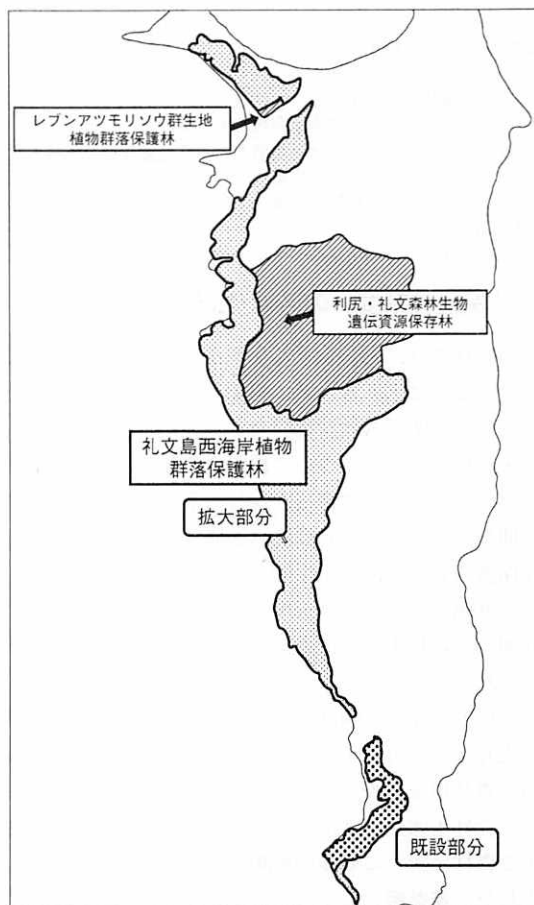 レブンアツモリソウ群生地
植物群落保護林
利尻・礼文森林生物
遺伝資源保存林
礼文島西海岸植物
群落保護林
拡大部分
既設部分